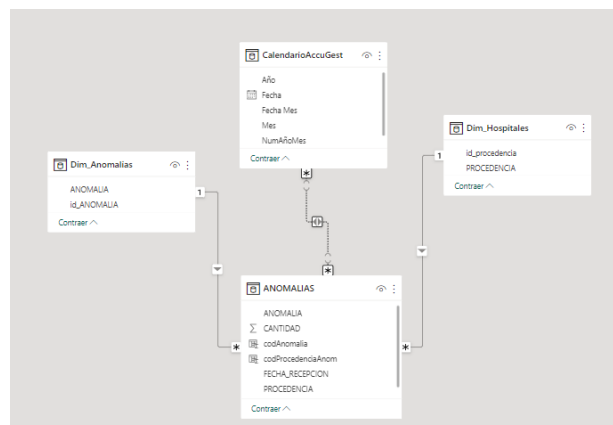 CalendarioAccuGest
Año
Fecha
Fecha Mes
Mes
NumAñoMes
Contraer
Dim_Hospitales
id_procedencia
PROCEDENCIA
Contraer
1
Dim_Anomalias
ANOMALIA
id_ANOMALIA
Contraer
1
*
*
*
*
ANOMALIAS
ANOMALIA
CANTIDAD
codAnomalia
codProcedenciaAnom
FECHA_RECEPCION
PROCEDENCIA
Contraer